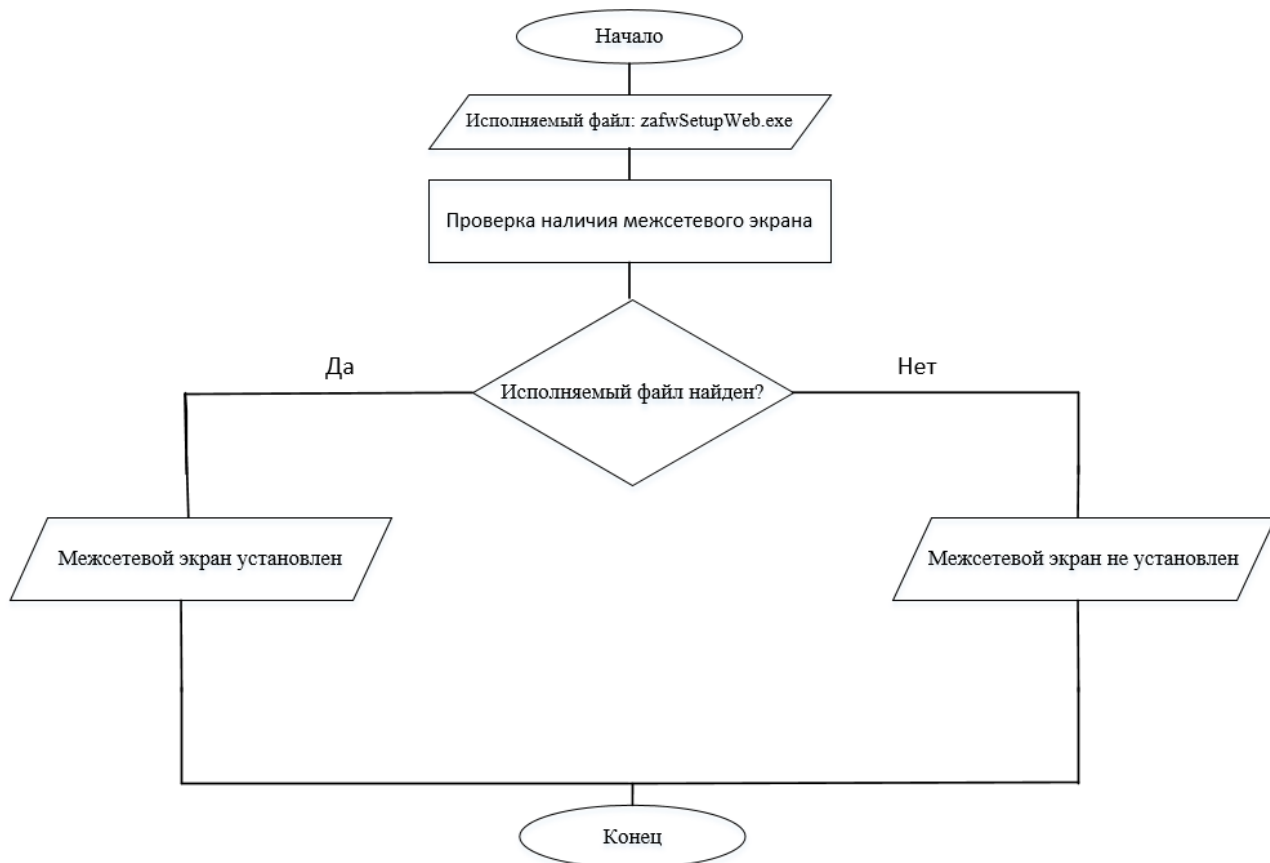 Начало
Исполняемый файл: zafwSetupWeb.exe
Проверка наличия межсетевого экрана
Да
Нет
Исполняемый файл найден?
Межсетевой экран установлен
Межсетевой экран не установлен
Конец